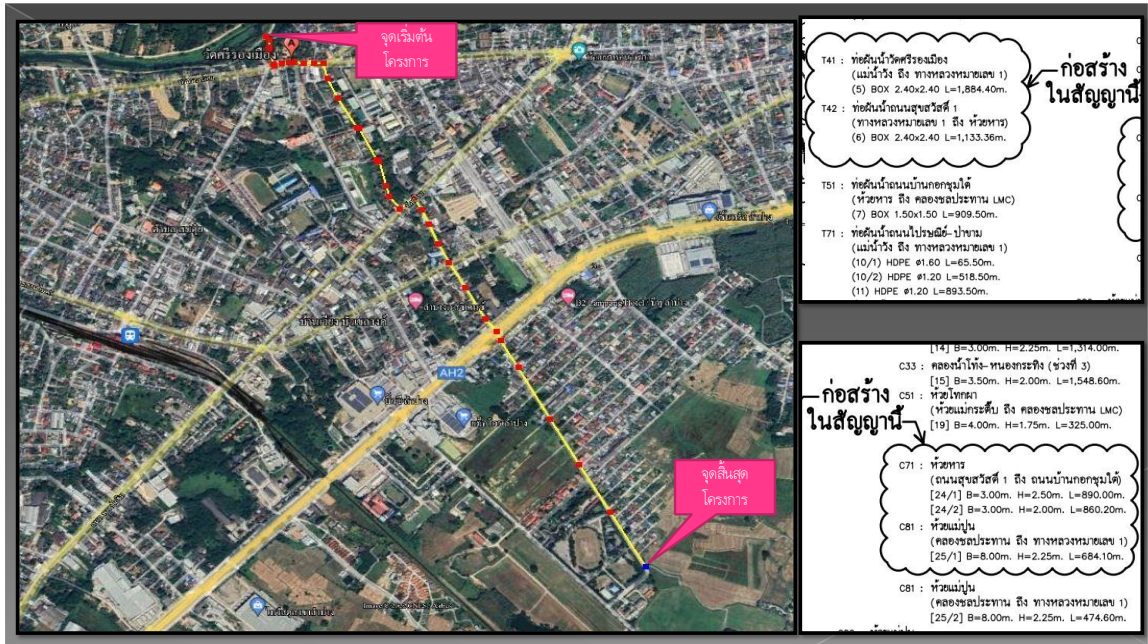 จุดเริ่มต้น
โครงการ
วัดศรีรองเมือง
AH2
จุดสิ้นสุด
โครงการ
T41 : ท่อผันน้ำวัดศรีรองเมือง
(แม่น้ำวัง ถึง ทางหลวงหมายเลข 1)
(5) BOX 2.40x2.40 L=1,884.40m.
T42 : ท่อผันน้ำถนนสุขสวัสดิ์ 1
(ทางหลวงหมายเลข 1 ถึง ห้วยหาร)
(6) BOX 2.40x2.40 L=1,133.36m.
ก่อสร้าง
ในสัญญานี้
T51 : ท่อผันน้ำถนนบ้านกอกชุมใต้
(ห้วยหาร ถึง คลองชลประทาน LMC)
(7) BOX 1.50x1.50 L=909.50m.
T71 : ท่อผันน้ำถนนไปรษณีย์-ป่าขาม
(แม่น้ำวัง ถึง ทางหลวงหมายเลข 1)
(10/1) HDPE ø1.60 L=65.50m.
(10/2) HDPE ø1.20 L=518.50m.
(11) HDPE ø1.20 L=893.50m.
[14] B=3.00m. H=2.25m. L=1,314.00m.
C33 : คลองน้ำโท้ง-หนองกระทิง (ช่วงที่ 3)
[15] B=3.50m. H=2.00m. L=1,548.60m.
C51 : ห้วยโทกผา
(ห้วยแม่กระติ๊บ ถึง คลองชลประทาน LMC)
[19] B=4.00m. H=1.75m. L=325.00m.
ก่อสร้าง
ในสัญญานี้
C71 : ห้วยหาร
(ถนนสุขสวัสดิ์ 1 ถึง ถนนบ้านกอกชุมใต้)
[24/1] B=3.00m. H=2.50m. L=890.00m.
[24/2] B=3.00m. H=2.00m. L=860.20m.
C81 : ห้วยแม่ปูน
(คลองชลประทาน ถึง ทางหลวงหมายเลข 1)
[25/1] B=8.00m. H=2.25m. L=684.10m.
C81 : ห้วยแม่ปูน
(คลองชลประทาน ถึง ทางหลวงหมายเลข 1)
[25/2] B=8.00m. H=2.25m. L=474.60m.